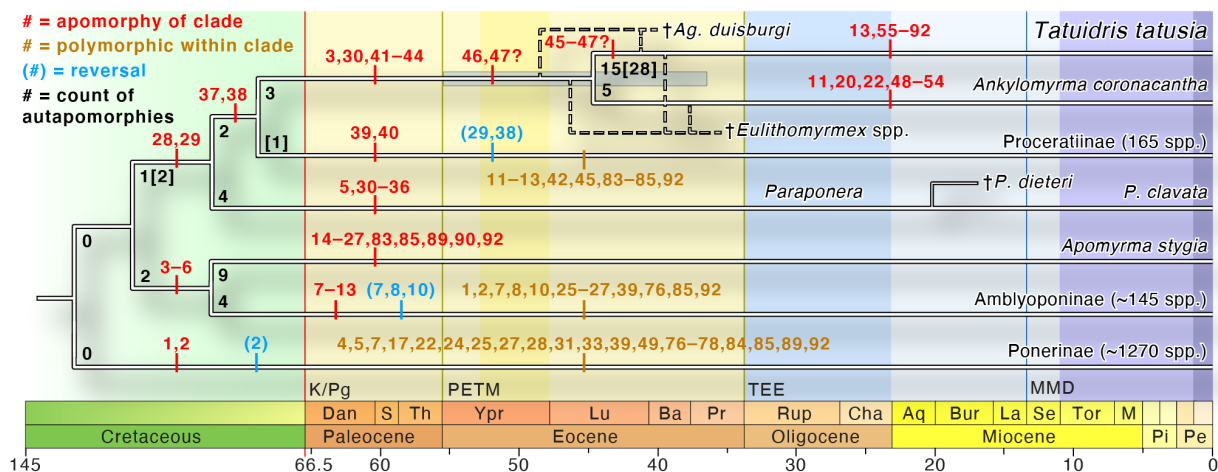 # = apomorphy of clade
# = polymorphic within clade
(#) = reversal
# = count of
autapomorphies
†Ag. duisburgi
Tatuidris tatusia
3,30,41–44
46,47?
45–47?
13,55–92
15[28]
5
11,20,22,48–54
Ankylomyrma coronacantha
37,38
3
†Eulithomyrmex spp.
28,29
2
[1]
39,40
(29,38)
Proceratiinae (165 spp.)
1[2]
11–13,42,45,83–85,92
4
5,30–36
Paraponera
†P. dieteri
P. clavata
0
14–27,83,85,89,90,92
Apomyrma stygia
2
3–6
9
4
7–13
(7,8,10)
1,2,7,8,10,25–27,39,76,85,92
Amblyoponinae (~145 spp.)
0
1,2
(2)
4,5,7,17,22,24,25,27,28,31,33,39,49,76–78,84,85,89,92
Ponerinae (~1270 spp.)
K/Pg
PETM
TEE
MMD
Dan S Th Ypr Lu Ba Pr Rup Cha Aq Bur La Se Tor M
Cretaceous Paleocene Eocene Oligocene Miocene Pi Pe
145 66.5 60 50 40 30 20 10 0